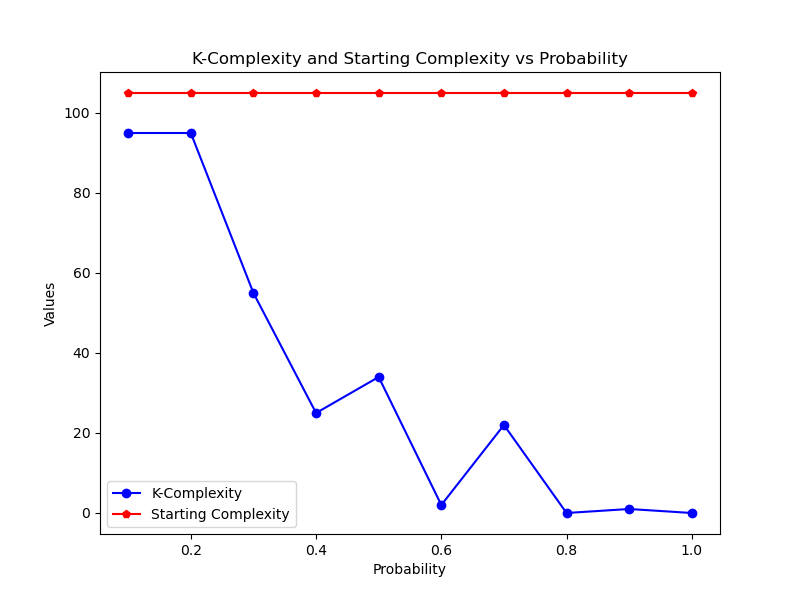 K-Complexity and Starting Complexity vs Probability
100
80
60
40
20
0
Values
K-Complexity
Starting Complexity
0.2
0.4
0.6
0.8
1.0
Probability